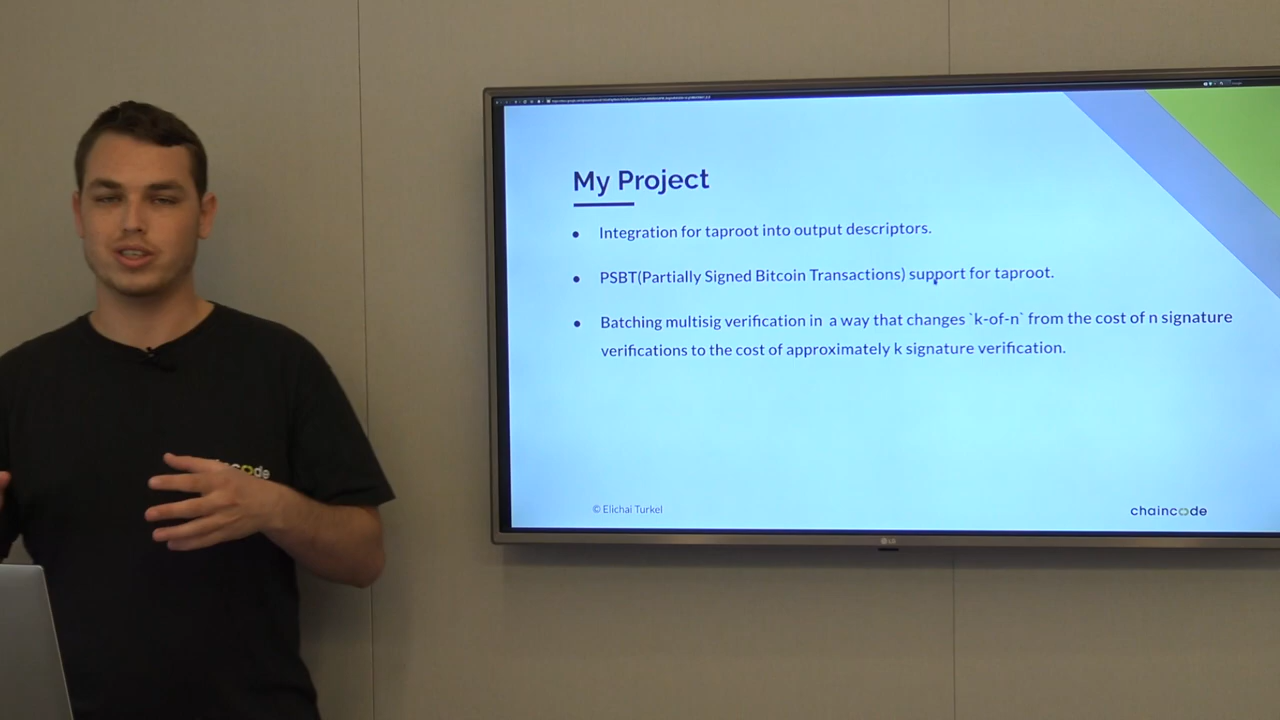 My Project
● Integration for taproot into output descriptors.
● PSBT(Partially Signed Bitcoin Transactions) support for taproot.
● Batching multisig verification in a way that changes `k-of-n` from the cost of n signature
verifications to the cost of approximately k signature verification.
© Elichai Turkel
chaincode
LG